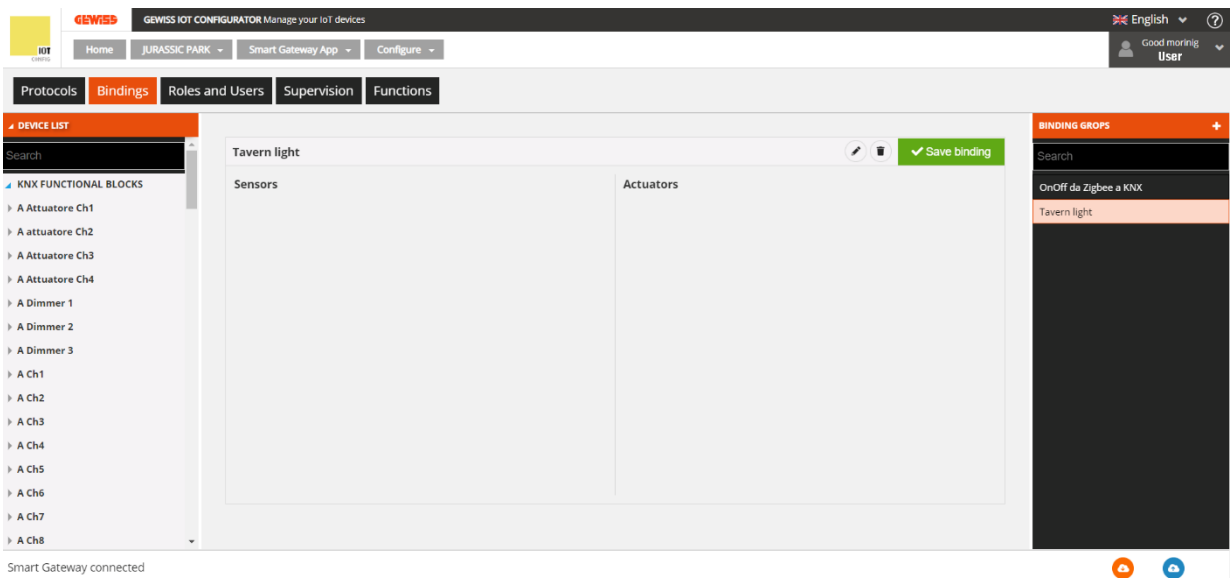 GEWISS GEWISS IOT CONFIGURATOR Manage your IoT devices English
IOT
CONFIG
Home JURASSIC PARK Smart Gateway App Configure Good morinig
User
Protocols Bindings Roles and Users Supervision Functions
DEVICE LIST
Search
KNX FUNCTIONAL BLOCKS
A Attuatore Ch1
A attuatore Ch2
A Attuatore Ch3
A Attuatore Ch4
A Dimmer 1
A Dimmer 2
A Dimmer 3
A Ch1
A Ch2
A Ch3
A Ch4
A Ch5
A Ch6
A Ch7
A Ch8
Tavern light Save binding
Sensors Actuators
BINDING GROPS +
Search
OnOff da Zigbee a KNX
Tavern light
Smart Gateway connected